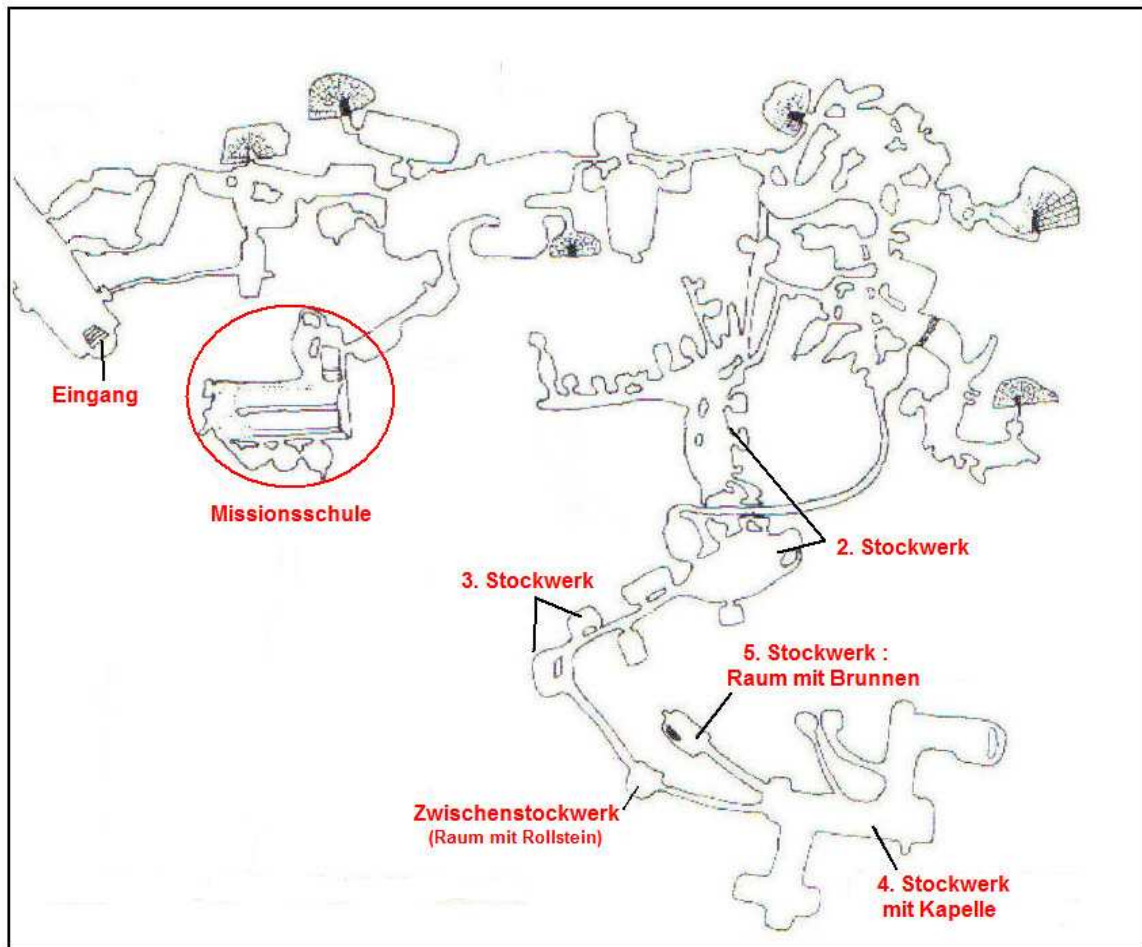 Eingang
Missionsschule
2. Stockwerk
3. Stockwerk
5. Stockwerk :
Raum mit Brunnen
Zwischenstockwerk
(Raum mit Rollstein)
4. Stockwerk
mit Kapelle